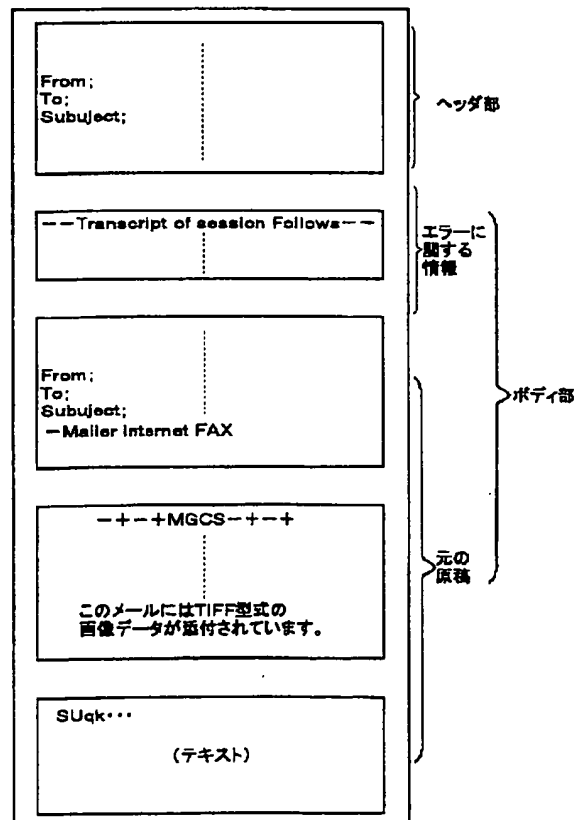 From;
To;
Subuject;
ヘッダ部
--Transcript of session Follows--
エラーに
関する
情報
From;
To;
Subuject;
-Mailer Internet FAX
ボディ部
-+-+MGCS-+-+
このメールにはTIFF型式の
画像データが添付されています。
元の
原稿
SUqk・・・
(テキスト)